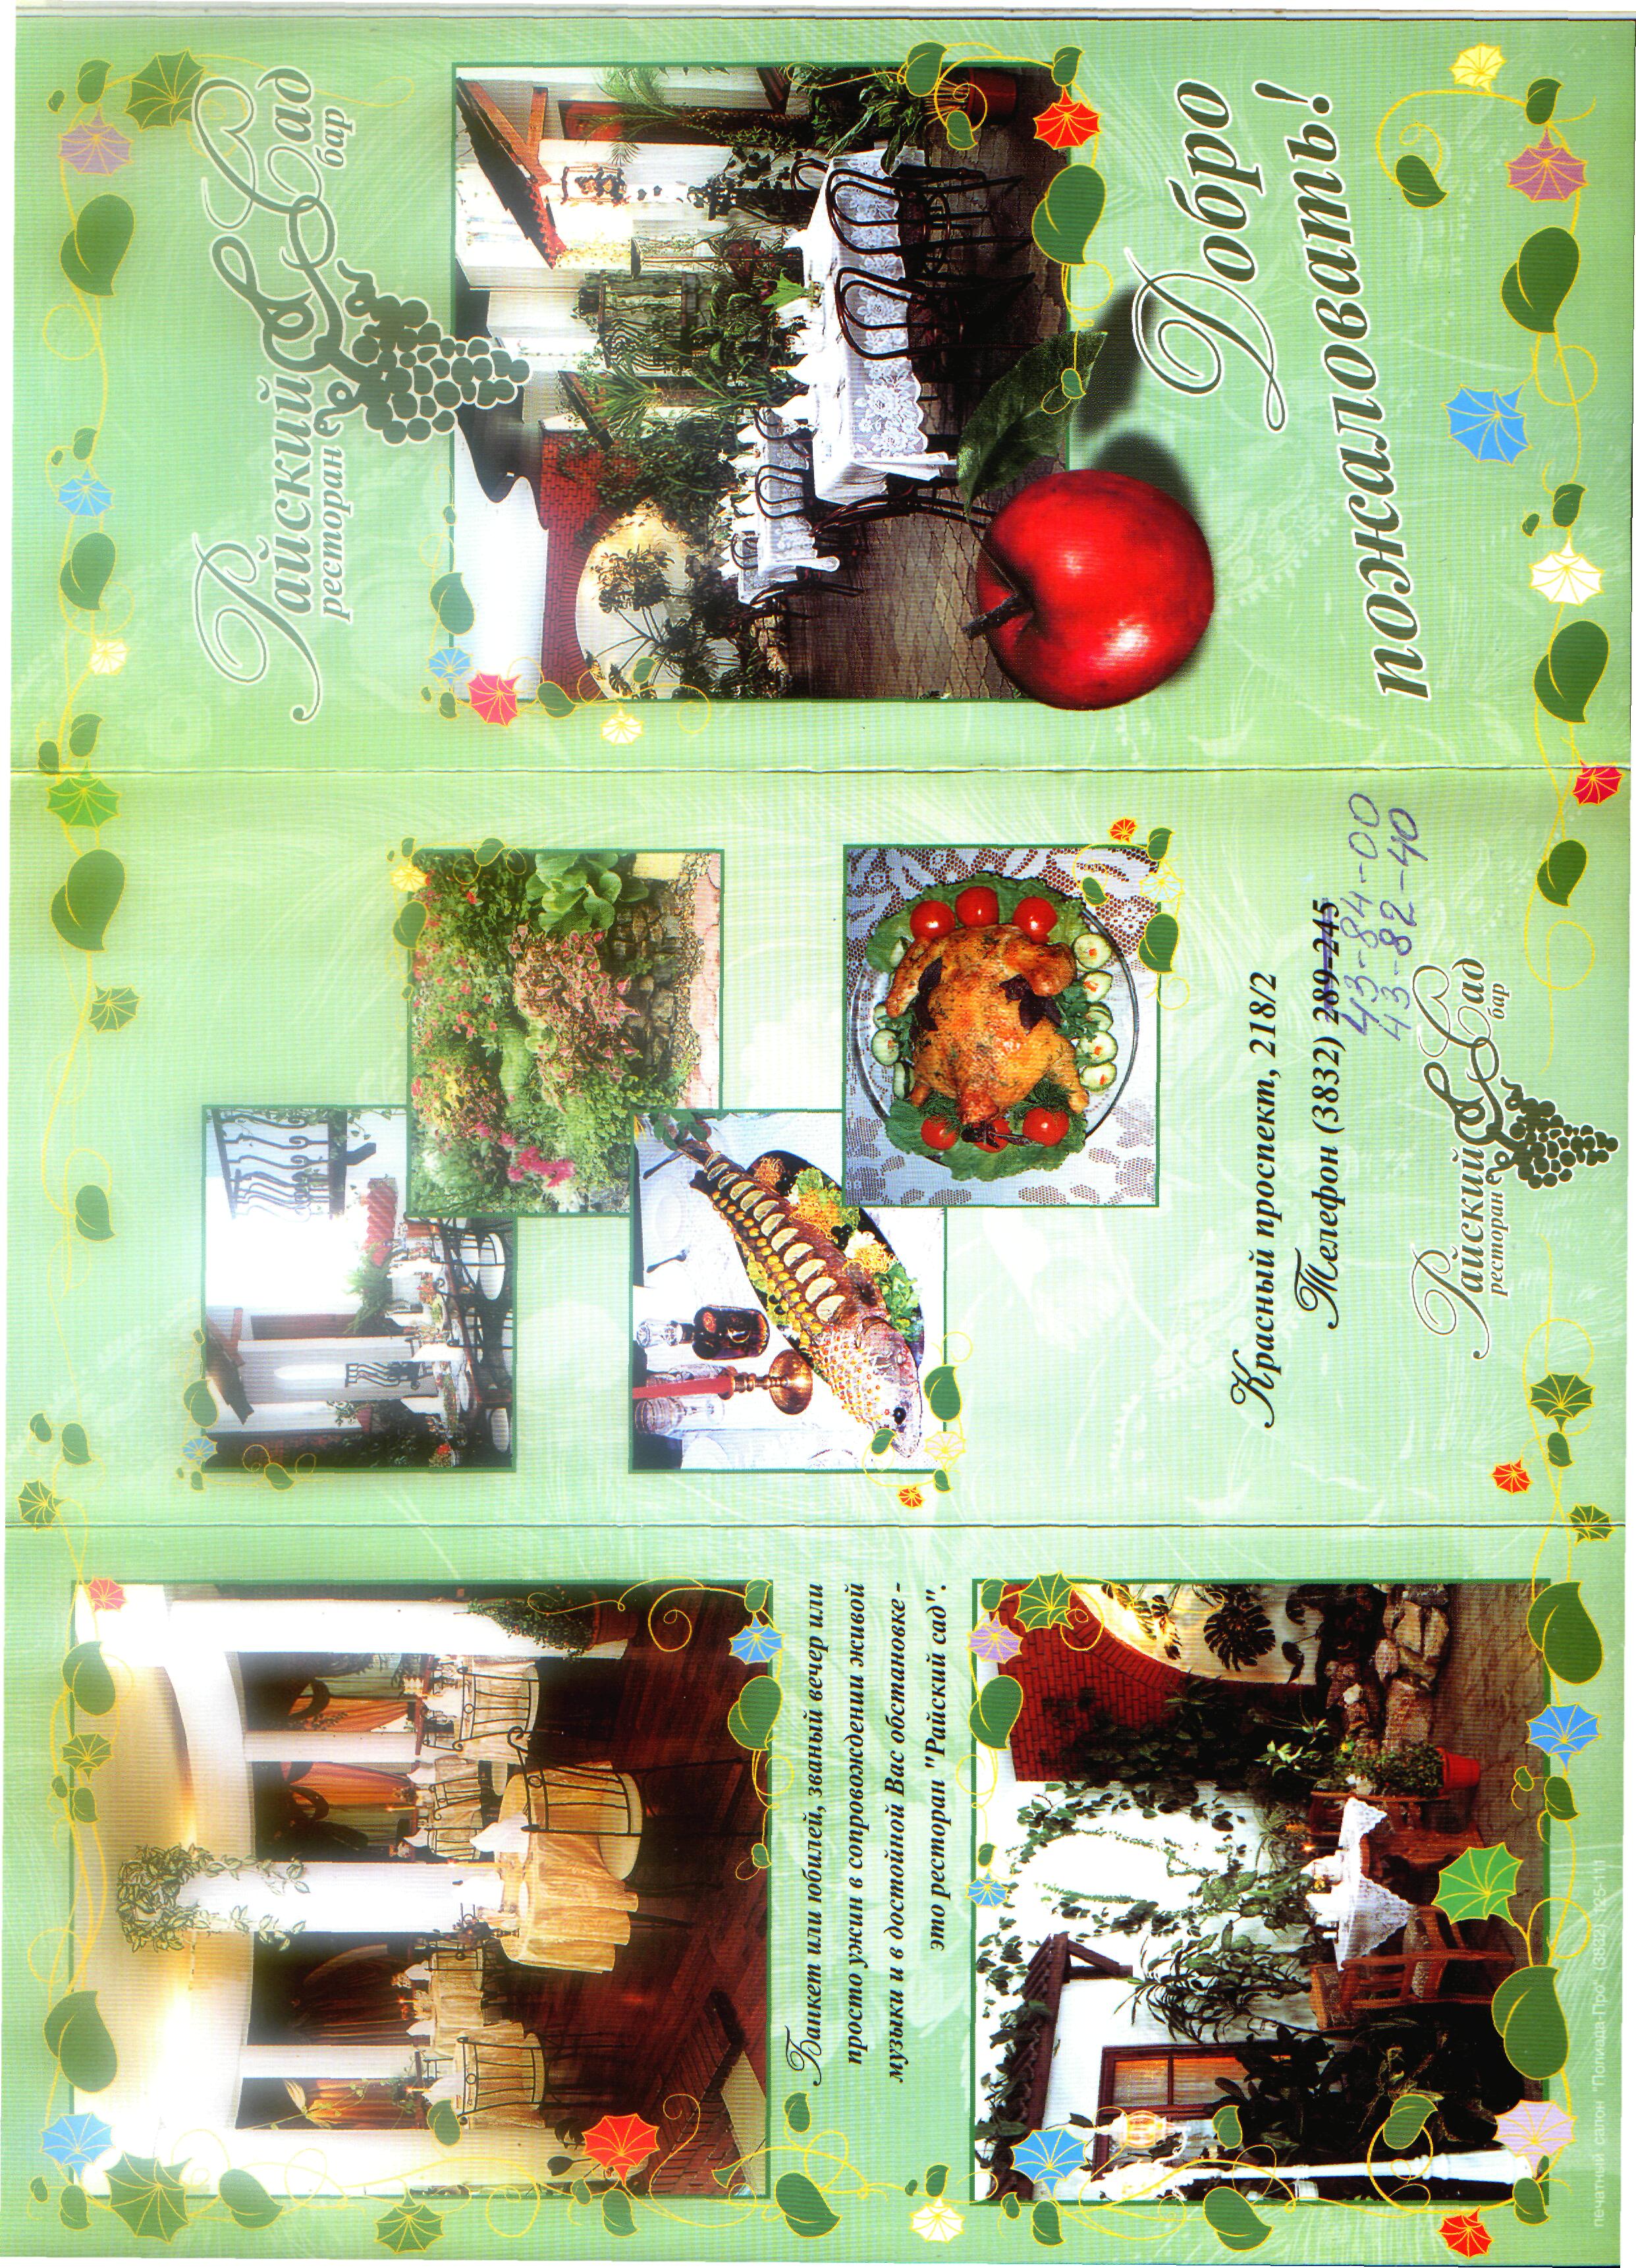 Банкет или юбилей, званый вечер или
просто ужин в сопровождении живой
музыки и в достойной Вас обстановке -
это ресторан "Райский сад".
печатный салон "Полиада-Про" (3832) 125-111
Красный проспект, 218/2
Телефон (3832) 289-245
43-84-00
43-82-40
Райский Сад
ресторан бар
Райский Сад
ресторан бар
Добро
пожаловать!